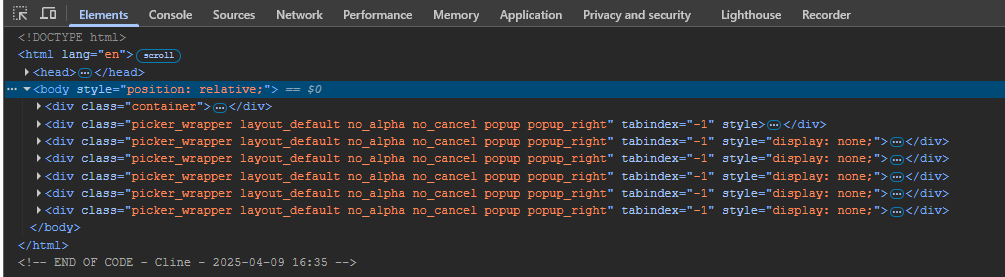 Elements Console Sources Network Performance Memory Application Privacy and security Lighthouse Recorder
<!DOCTYPE html>
<html lang="en"> scroll
<head>…</head>
… <body style="position: relative;"> == $0
<div class="container">…</div>
<div class="picker_wrapper layout_default no_alpha no_cancel popup popup_right" tabindex="-1" style>…</div>
<div class="picker_wrapper layout_default no_alpha no_cancel popup popup_right" tabindex="-1" style="display: none;">…</div>
<div class="picker_wrapper layout_default no_alpha no_cancel popup popup_right" tabindex="-1" style="display: none;">…</div>
<div class="picker_wrapper layout_default no_alpha no_cancel popup popup_right" tabindex="-1" style="display: none;">…</div>
<div class="picker_wrapper layout_default no_alpha no_cancel popup popup_right" tabindex="-1" style="display: none;">…</div>
<div class="picker_wrapper layout_default no_alpha no_cancel popup popup_right" tabindex="-1" style="display: none;">…</div>
</body>
</html>
<!-- END OF CODE - Cline - 2025-04-09 16:35 -->